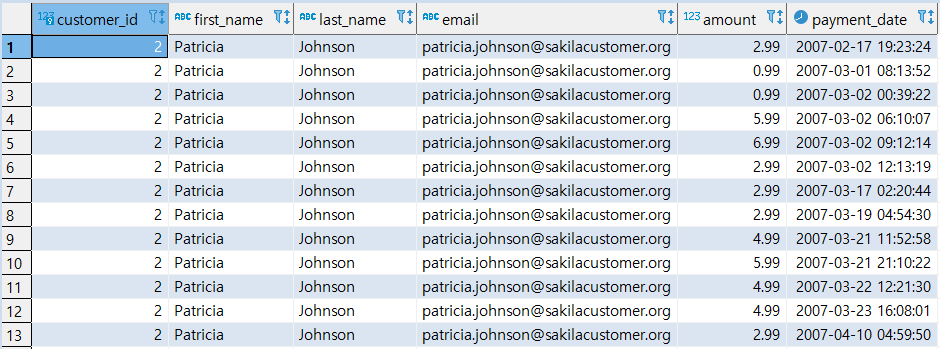 123 customer_id ABC first_name ABC last_name ABC email 123 amount payment_date
1 2 Patricia Johnson patricia.johnson@sakilacustomer.org 2.99 2007-02-17 19:23:24
2 2 Patricia Johnson patricia.johnson@sakilacustomer.org 0.99 2007-03-01 08:13:52
3 2 Patricia Johnson patricia.johnson@sakilacustomer.org 0.99 2007-03-02 00:39:22
4 2 Patricia Johnson patricia.johnson@sakilacustomer.org 5.99 2007-03-02 06:10:07
5 2 Patricia Johnson patricia.johnson@sakilacustomer.org 6.99 2007-03-02 09:12:14
6 2 Patricia Johnson patricia.johnson@sakilacustomer.org 2.99 2007-03-02 12:13:19
7 2 Patricia Johnson patricia.johnson@sakilacustomer.org 2.99 2007-03-17 02:20:44
8 2 Patricia Johnson patricia.johnson@sakilacustomer.org 2.99 2007-03-19 04:54:30
9 2 Patricia Johnson patricia.johnson@sakilacustomer.org 4.99 2007-03-21 11:52:58
10 2 Patricia Johnson patricia.johnson@sakilacustomer.org 5.99 2007-03-21 21:10:22
11 2 Patricia Johnson patricia.johnson@sakilacustomer.org 4.99 2007-03-22 12:21:30
12 2 Patricia Johnson patricia.johnson@sakilacustomer.org 4.99 2007-03-23 16:08:01
13 2 Patricia Johnson patricia.johnson@sakilacustomer.org 2.99 2007-04-10 04:59:50